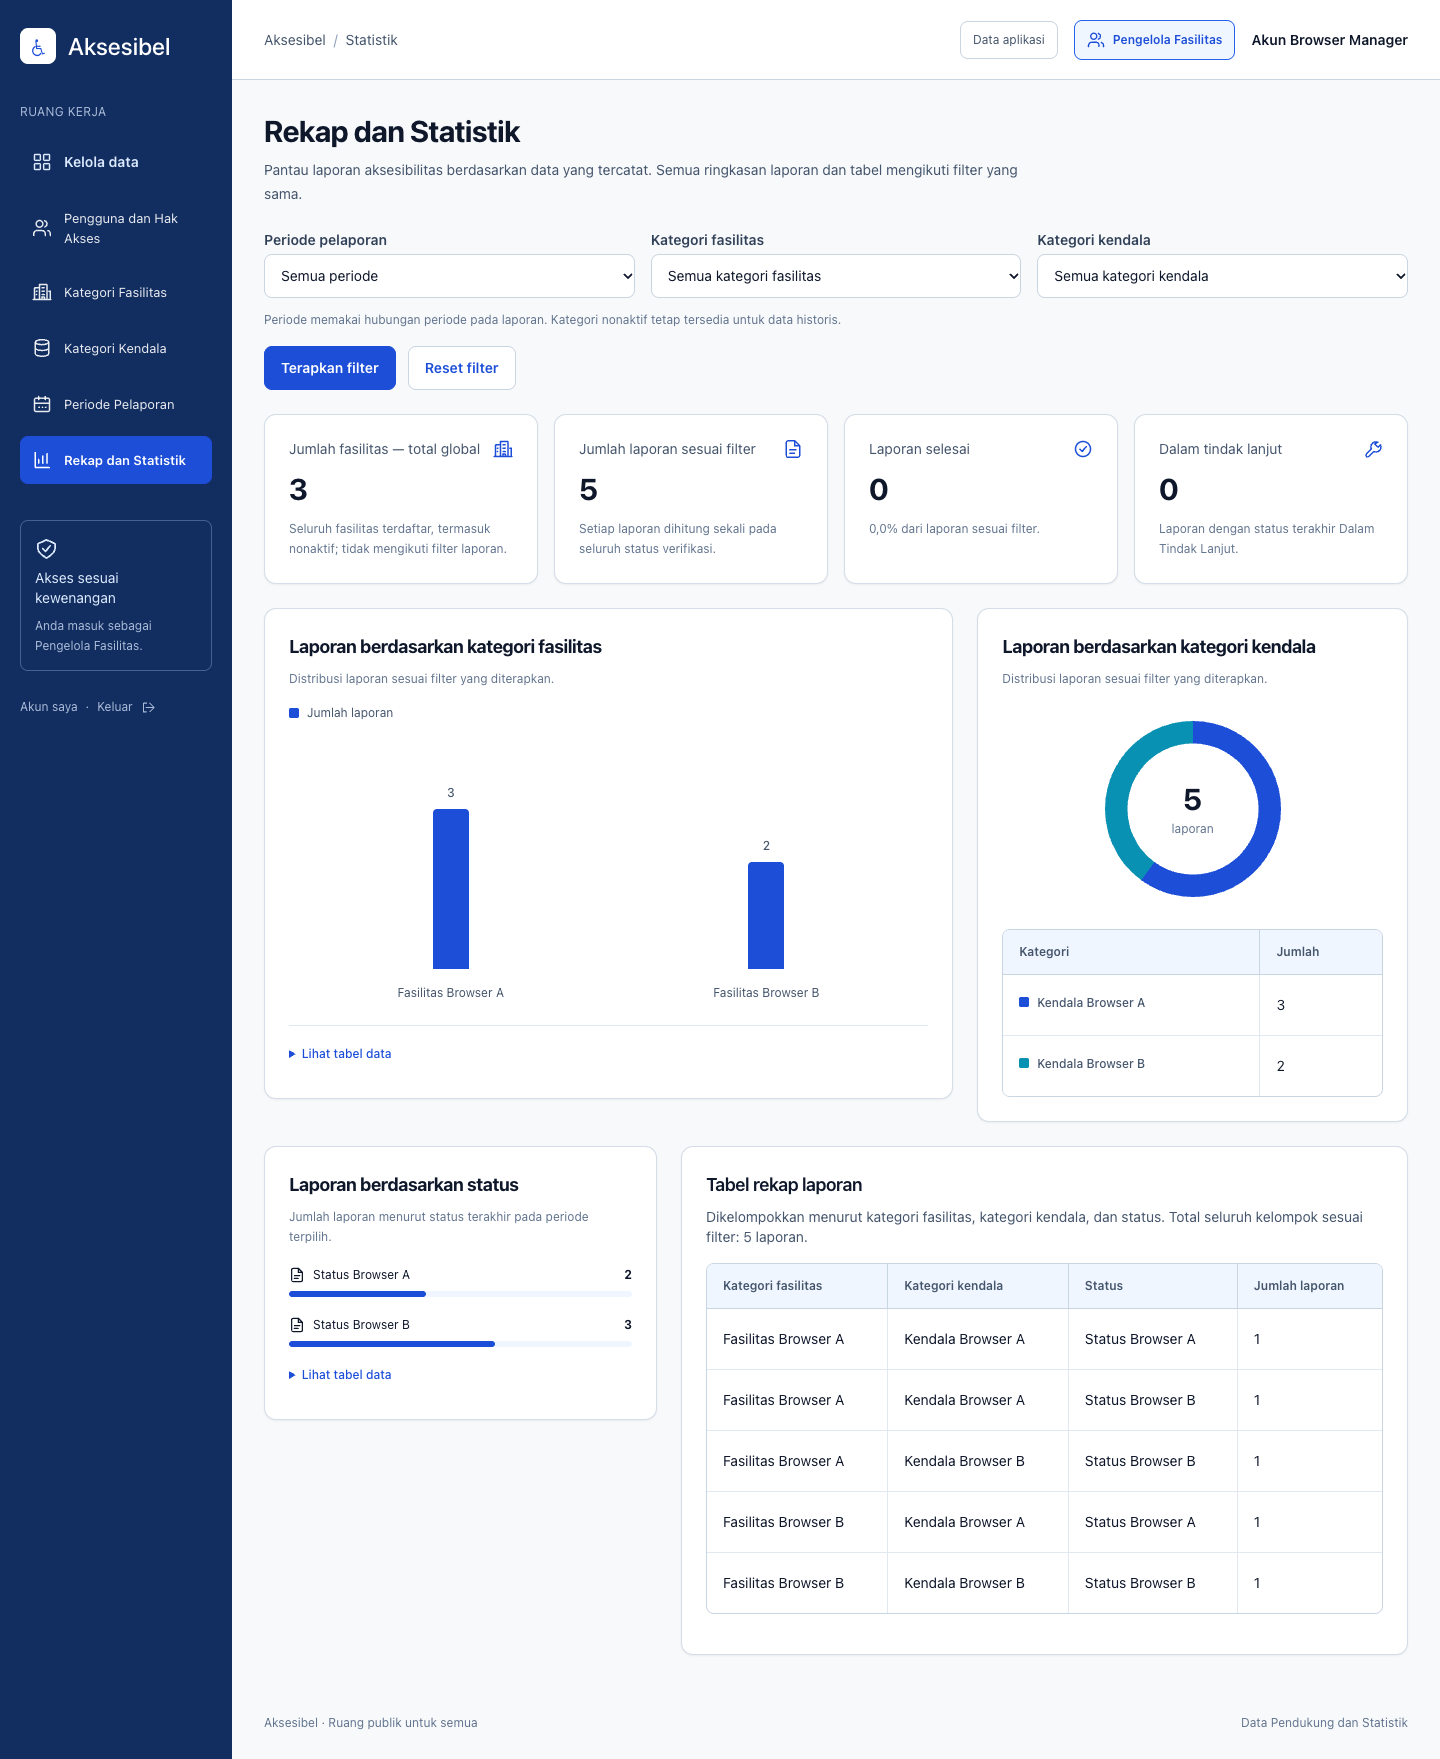 Aksesibel
RUANG KERJA
Kelola data
Pengguna dan Hak
Akses
Kategori Fasilitas
Kategori Kendala
Periode Pelaporan
Rekap dan Statistik
Akses sesuai
kewenangan
Anda masuk sebagai
Pengelola Fasilitas.
Akun saya · Keluar
Aksesibel / Statistik
Data aplikasi
Pengelola Fasilitas
Akun Browser Manager
Rekap dan Statistik
Pantau laporan aksesibilitas berdasarkan data yang tercatat. Semua ringkasan laporan dan tabel mengikuti filter yang
sama.
Periode pelaporan
Semua periode
Kategori fasilitas
Semua kategori fasilitas
Kategori kendala
Semua kategori kendala
Periode memakai hubungan periode pada laporan. Kategori nonaktif tetap tersedia untuk data historis.
Terapkan filter
Reset filter
Jumlah fasilitas — total global
3
Seluruh fasilitas terdaftar, termasuk
nonaktif; tidak mengikuti filter laporan.
Jumlah laporan sesuai filter
5
Setiap laporan dihitung sekali pada
seluruh status verifikasi.
Laporan selesai
0
0,0% dari laporan sesuai filter.
Dalam tindak lanjut
0
Laporan dengan status terakhir Dalam
Tindak Lanjut.
Laporan berdasarkan kategori fasilitas
Distribusi laporan sesuai filter yang diterapkan.
Jumlah laporan
3
2
Fasilitas Browser A
Fasilitas Browser B
Lihat tabel data
Laporan berdasarkan kategori kendala
Distribusi laporan sesuai filter yang diterapkan.
5
laporan
Kategori Jumlah
Kendala Browser A 3
Kendala Browser B 2
Laporan berdasarkan status
Jumlah laporan menurut status terakhir pada periode
terpilih.
Status Browser A 2
Status Browser B 3
Lihat tabel data
Tabel rekap laporan
Dikelompokkan menurut kategori fasilitas, kategori kendala, dan status. Total seluruh kelompok sesuai
filter: 5 laporan.
Kategori fasilitas Kategori kendala Status Jumlah laporan
Fasilitas Browser A Kendala Browser A Status Browser A 1
Fasilitas Browser A Kendala Browser A Status Browser B 1
Fasilitas Browser A Kendala Browser B Status Browser B 1
Fasilitas Browser B Kendala Browser A Status Browser A 1
Fasilitas Browser B Kendala Browser B Status Browser B 1
Aksesibel · Ruang publik untuk semua
Data Pendukung dan Statistik